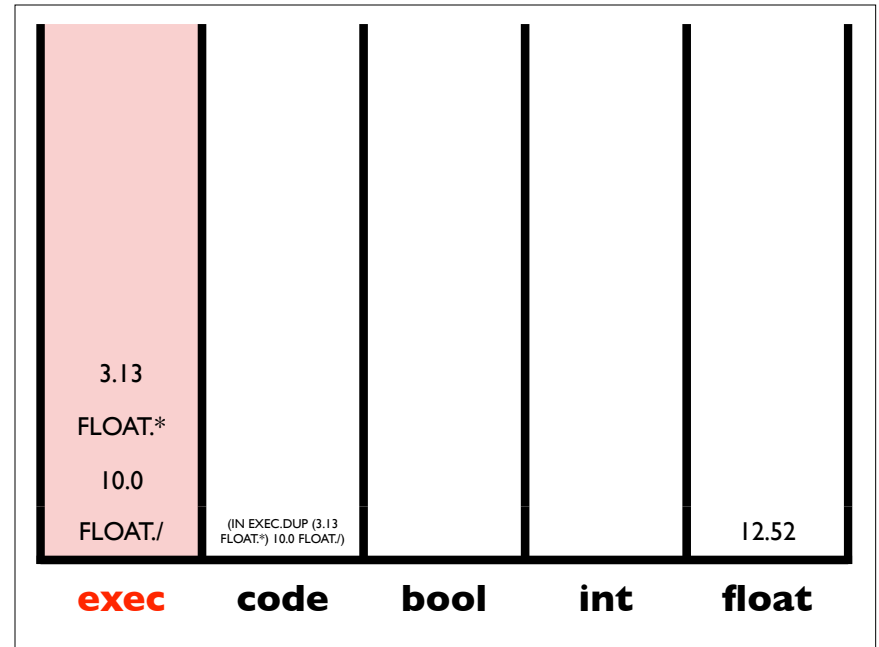 3.13
FLOAT.*
10.0
FLOAT./
(IN EXEC.DUP (3.13
FLOAT.*) 10.0 FLOAT./)
12.52
exec code bool int float